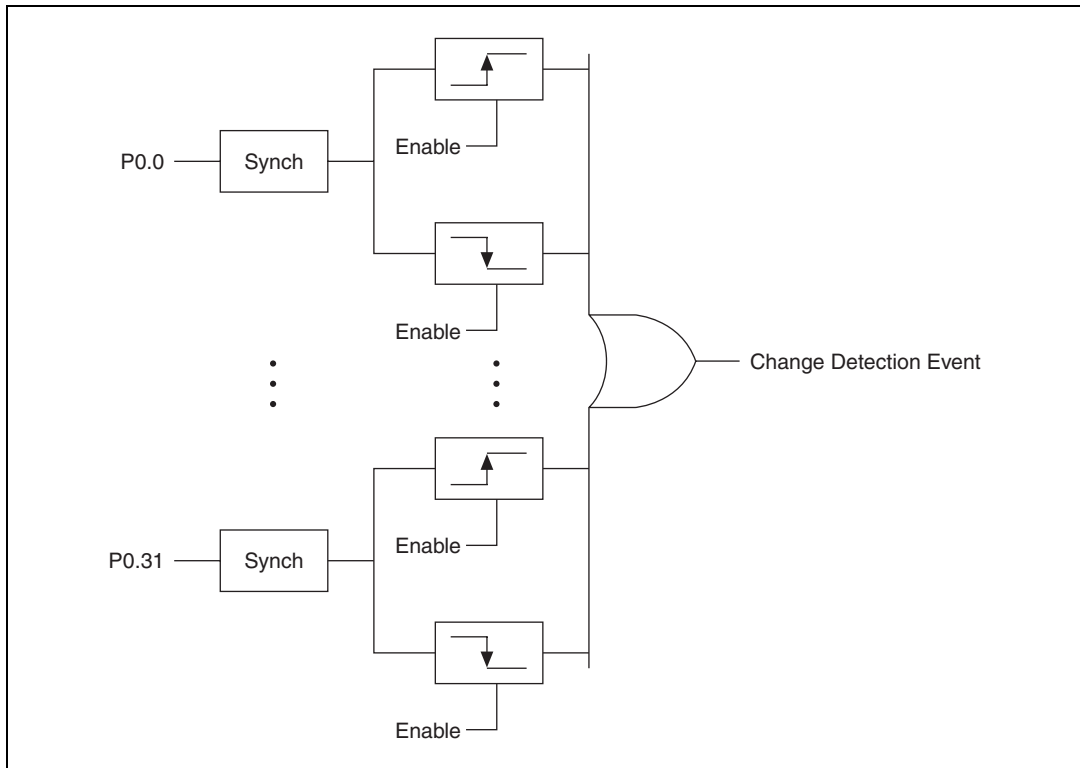 Enable
P0.0
Synch
Enable
Change Detection Event
Enable
P0.31
Synch
Enable